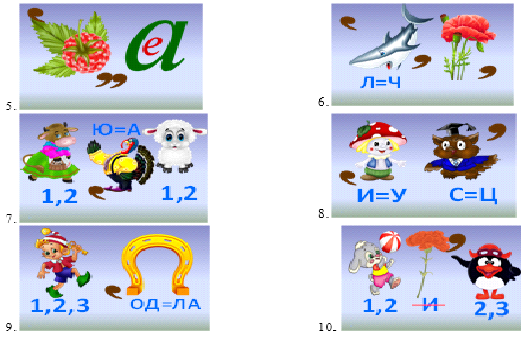 ,
е
а
,,
5.
,
Л=Ч
,
6.
Ю=А
1,2
,
1,2
7.
,
И=У
С=Ц
8.
1,2,3
,
ОД=ЛА
9.
,
1,2
И
2,3
10.